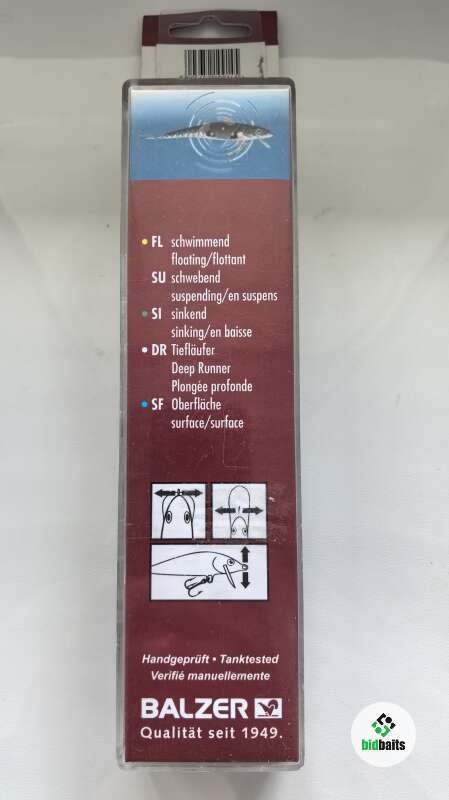 FL schwimmend
floating/flottant
SU schwebend
suspending/en suspens
SI sinkend
sinking/en baisse
DR Tiefläufer
Deep Runner
Plongée profonde
SF Oberfläche
surface/surface
Handgeprüft • Tanktested
Verifié manuellemente
BALZER
Qualität seit 1949.
bidbaits